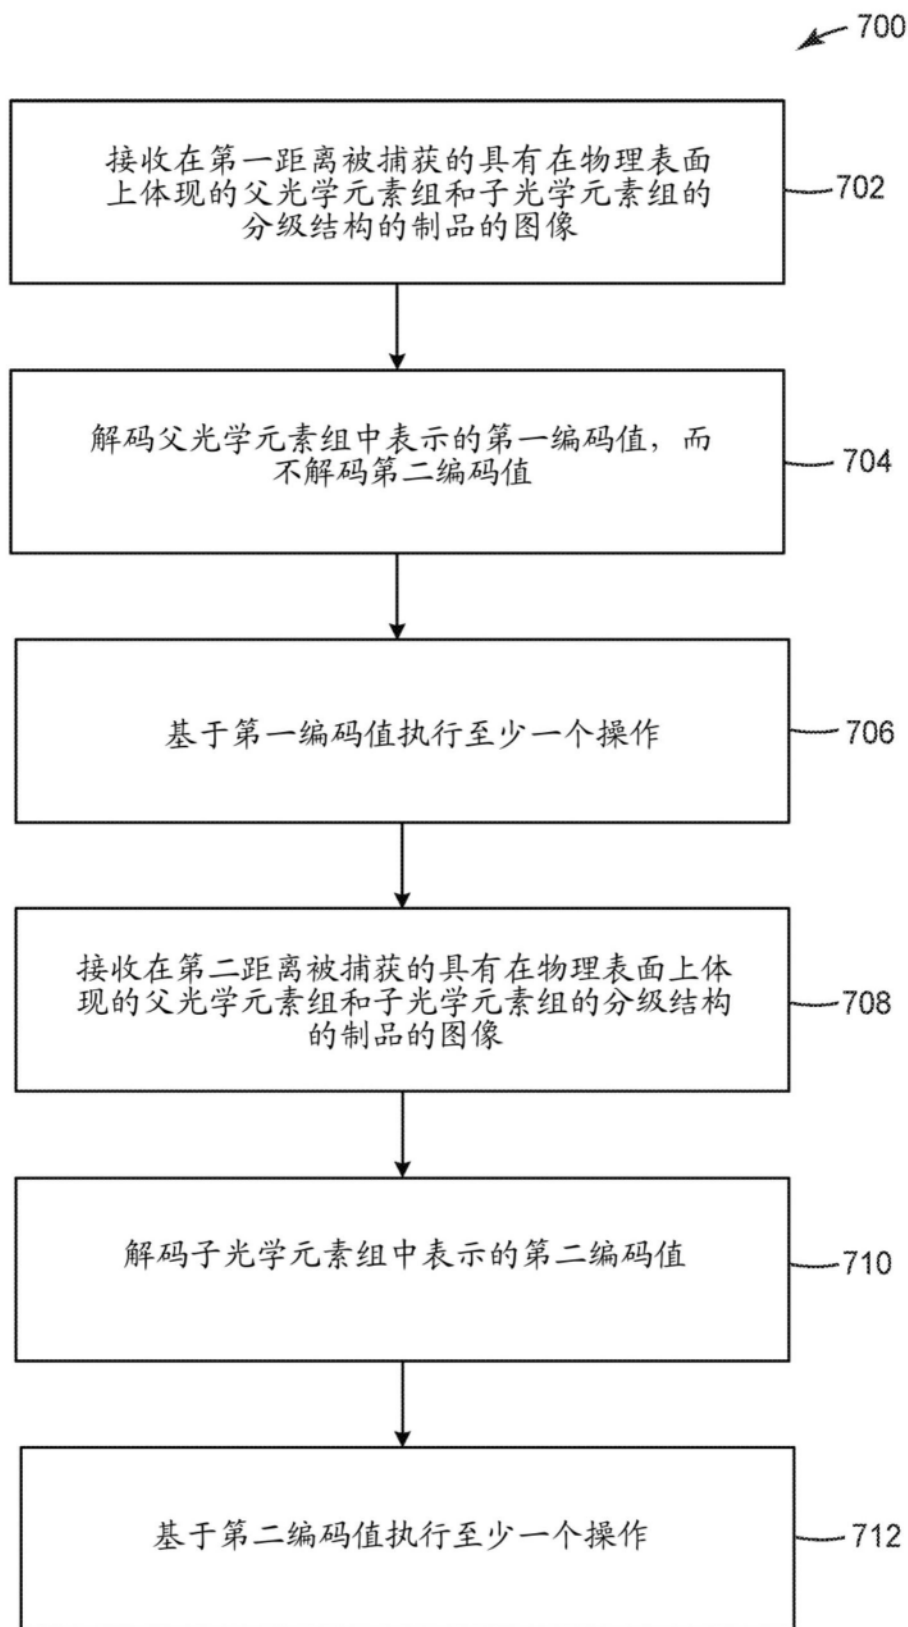 700
接收在第一距离被捕获的具有在物理表面
上体现的父光学元素组和子光学元素组的
分级结构的制品的图像
702
解码父光学元素组中表示的第一编码值，而
不解码第二编码值
704
基于第一编码值执行至少一个操作
706
接收在第二距离被捕获的具有在物理表面上体
现的父光学元素组和子光学元素组的分级结构
的制品的图像
708
解码子光学元素组中表示的第二编码值
710
基于第二编码值执行至少一个操作
712